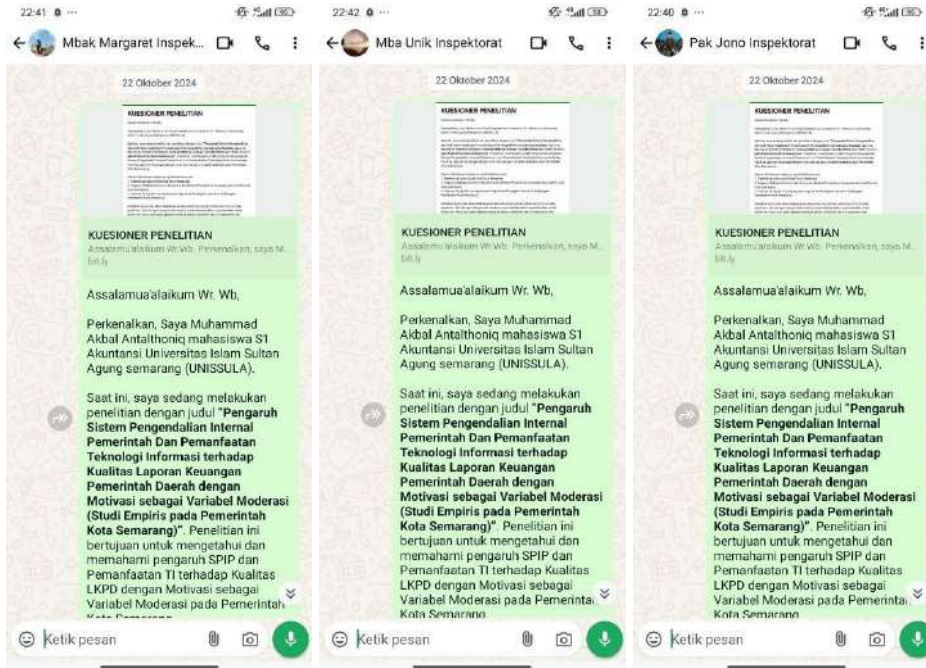 22:41
Mbak Margaret Inspek...
22 Oktober 2024
KUESIONER PENELITIAN
KUESIONER PENELITIAN
Assalamu'alaikum Wr.Wb. Perkenalkan, saya M...
bit.ly
Assalamua'alaikum Wr. Wb,
Perkenalkan, Saya Muhammad
Akbal Antalthoniq mahasiswa S1
Akuntansi Universitas Islam Sultan
Agung semarang (UNISSULA).
Saat ini, saya sedang melakukan
penelitian dengan judul "Pengaruh
Sistem Pengendalian Internal
Pemerintah Dan Pemanfaatan
Teknologi Informasi terhadap
Kualitas Laporan Keuangan
Pemerintah Daerah dengan
Motivasi sebagai Variabel Moderasi
(Studi Empiris pada Pemerintah
Kota Semarang)". Penelitian ini
bertujuan untuk mengetahui dan
memahami pengaruh SPIP dan
Pemanfaatan TI terhadap Kualitas
LKPD dengan Motivasi sebagai
Variabel Moderasi pada Pemerintah
Kota Semarang
Ketik pesan
22:42
Mba Unik Inspektorat
22 Oktober 2024
KUESIONER PENELITIAN
KUESIONER PENELITIAN
Assalamu'alaikum Wr.Wb. Perkenalkan, saya M...
bit.ly
Assalamua'alaikum Wr. Wb,
Perkenalkan, Saya Muhammad
Akbal Antalthoniq mahasiswa S1
Akuntansi Universitas Islam Sultan
Agung semarang (UNISSULA).
Saat ini, saya sedang melakukan
penelitian dengan judul "Pengaruh
Sistem Pengendalian Internal
Pemerintah Dan Pemanfaatan
Teknologi Informasi terhadap
Kualitas Laporan Keuangan
Pemerintah Daerah dengan
Motivasi sebagai Variabel Moderasi
(Studi Empiris pada Pemerintah
Kota Semarang)". Penelitian ini
bertujuan untuk mengetahui dan
memahami pengaruh SPIP dan
Pemanfaatan TI terhadap Kualitas
LKPD dengan Motivasi sebagai
Variabel Moderasi pada Pemerinta
Kota Semarang
Ketik pesan
22:40
Pak Jono Inspektorat
22 Oktober 2024
KUESIONER PENELITIAN
KUESIONER PENELITIAN
Assalamu'alaikum Wr.Wb. Perkenalkan, saya M...
bit.ly
Assalamua'alaikum Wr. Wb,
Perkenalkan, Saya Muhammad
Akbal Antalthoniq mahasiswa S1
Akuntansi Universitas Islam Sultan
Agung semarang (UNISSULA).
Saat ini, saya sedang melakukan
penelitian dengan judul "Pengaruh
Sistem Pengendalian Internal
Pemerintah Dan Pemanfaatan
Teknologi Informasi terhadap
Kualitas Laporan Keuangan
Pemerintah Daerah dengan
Motivasi sebagai Variabel Moderasi
(Studi Empiris pada Pemerintah
Kota Semarang)". Penelitian ini
bertujuan untuk mengetahui dan
memahami pengaruh SPIP dan
Pemanfaatan TI terhadap Kualitas
LKPD dengan Motivasi sebagai
Variabel Moderasi pada Pemerinta
Kota Semarang
Ketik pesan